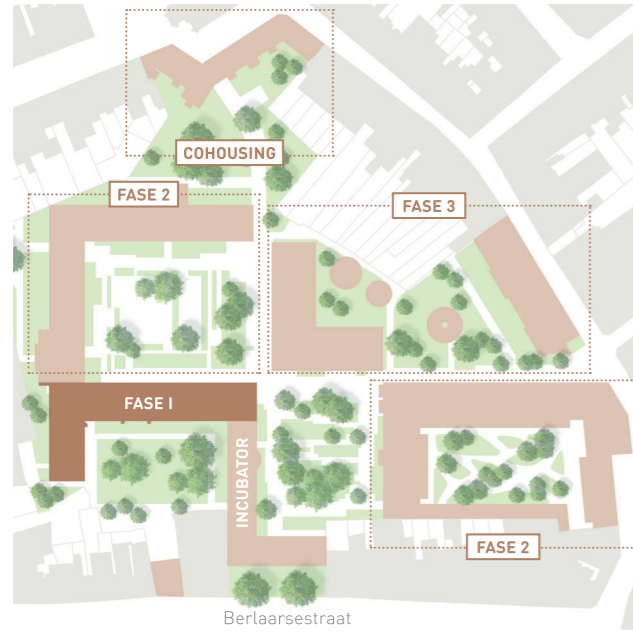 COHOUSING
FASE 2
FASE 3
FASE I
INCUBATOR
FASE 2
Berlaarsestraat